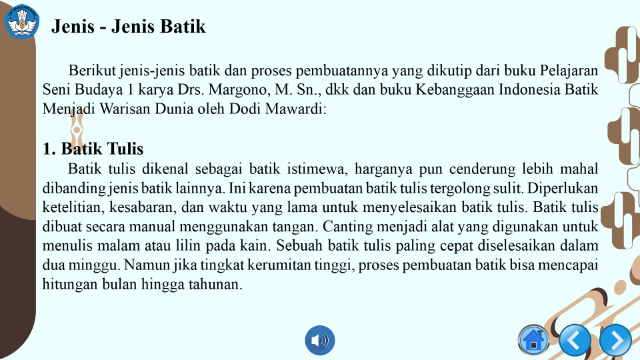 Jenis - Jenis Batik
Berikut jenis-jenis batik dan proses pembuatannya yang dikutip dari buku Pelajaran
Seni Budaya 1 karya Drs. Margono, M. Sn., dkk dan buku Kebanggaan Indonesia Batik
Menjadi Warisan Dunia oleh Dodi Mawardi:
1. Batik Tulis
Batik tulis dikenal sebagai batik istimewa, harganya pun cenderung lebih mahal
dibanding jenis batik lainnya. Ini karena pembuatan batik tulis tergolong sulit. Diperlukan
ketelitian, kesabaran, dan waktu yang lama untuk menyelesaikan batik tulis. Batik tulis
dibuat secara manual menggunakan tangan. Canting menjadi alat yang digunakan untuk
menulis malam atau lilin pada kain. Sebuah batik tulis paling cepat diselesaikan dalam
dua minggu. Namun jika tingkat kerumitan tinggi, proses pembuatan batik bisa mencapai
hitungan bulan hingga tahunan.